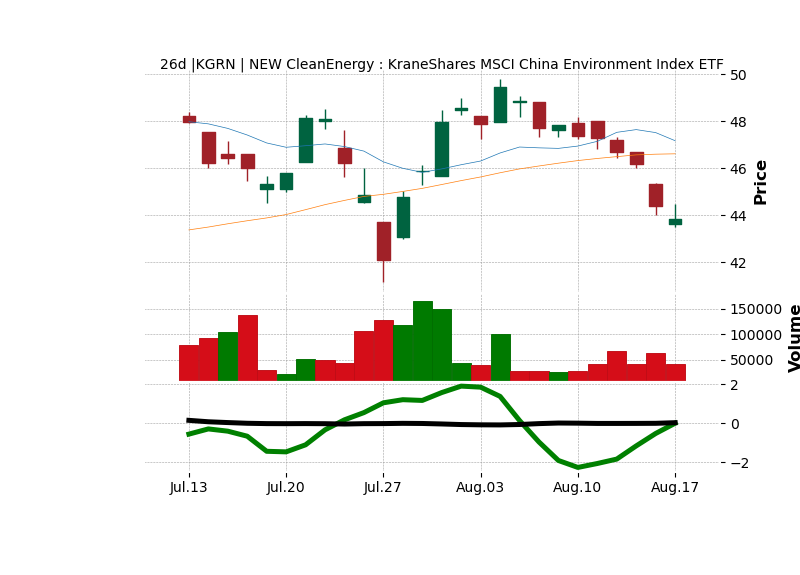 26d |KGRN | NEW CleanEnergy : KraneShares MSCI China Environment Index ETF
50
48
46
44
42
Price
150000
100000
50000
Volume
2
0
−2
Jul.13 Jul.20 Jul.27 Aug.03 Aug.10 Aug.17